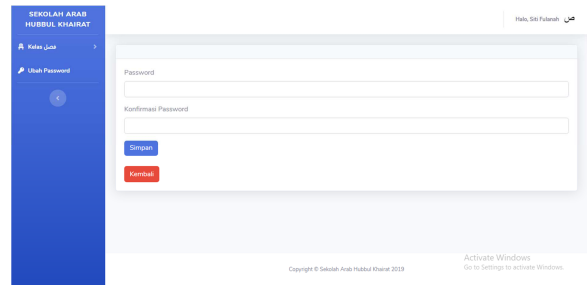 SEKOLAH ARAB
HUBBUL KHAIRAT
Kelas فصل
Ubah Password
Halo, Siti Fulanah ص
Password
Konfirmasi Password
Simpan
Kembali
Copyright © Sekolah Arab Hubbul Khairat 2019
Activate Windows
Go to Settings to activate Windows.